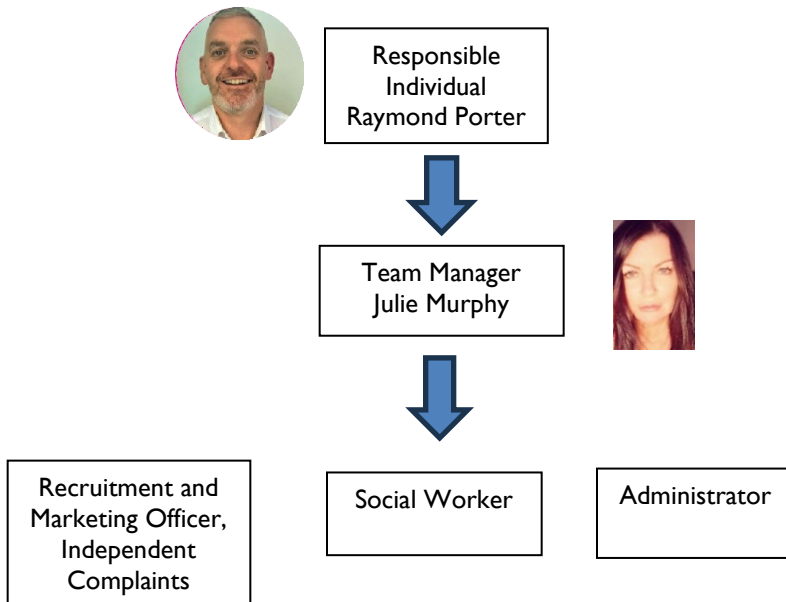 Responsible
Individual
Raymond Porter
Team Manager
Julie Murphy
Recruitment and
Marketing Officer,
Independent
Complaints
Social Worker
Administrator